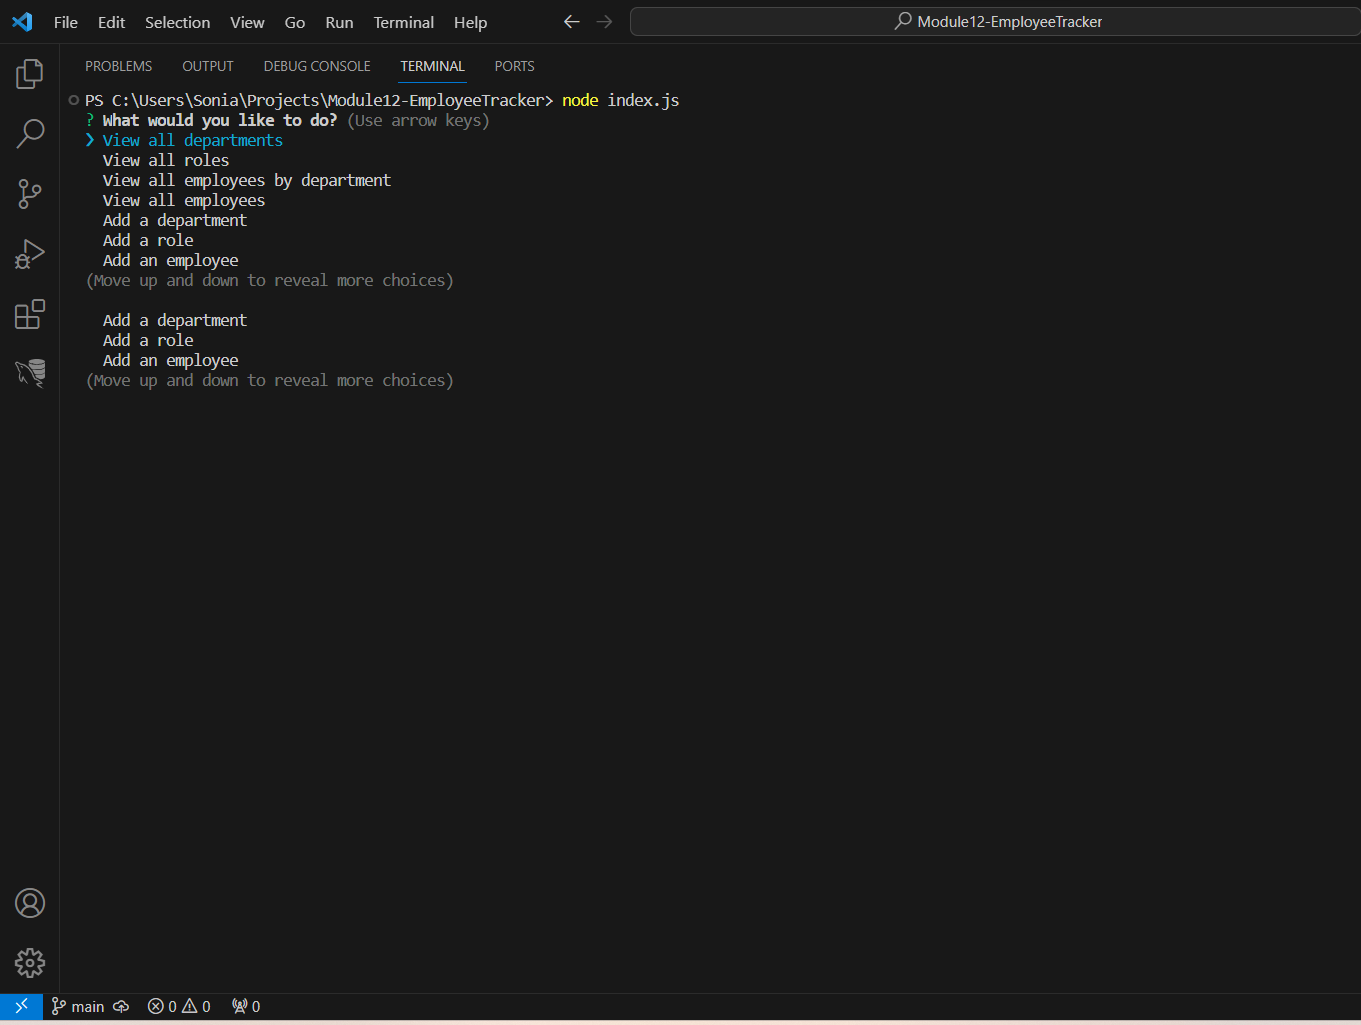 File Edit Selection View Go Run Terminal Help Module12-EmployeeTracker
PROBLEMS OUTPUT DEBUG CONSOLE TERMINAL PORTS
PS C:\Users\Sonia\Projects\Module12-EmployeeTracker> node index.js
? What would you like to do? (Use arrow keys)
❯ View all departments
View all roles
View all employees by department
View all employees
Add a department
Add a role
Add an employee
(Move up and down to reveal more choices)
Add a department
Add a role
Add an employee
(Move up and down to reveal more choices)
main 0 0 0